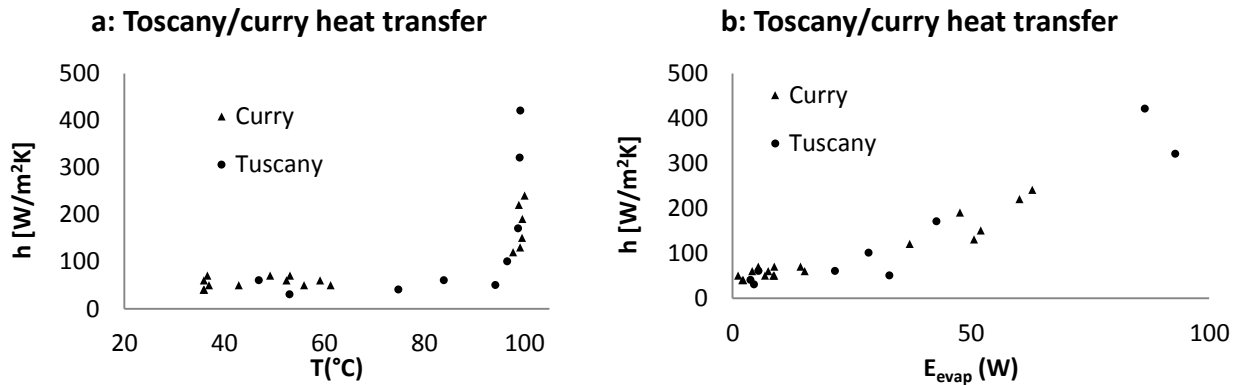 a: Toscany/curry heat transfer
h [W/m²K]
500
400
300
200
100
0
Curry
Tuscany
20
40
60
80
100
T(°C)
b: Toscany/curry heat transfer
h [W/m²K]
500
400
300
200
100
0
Curry
Tuscany
0
50
100
E_evap (W)